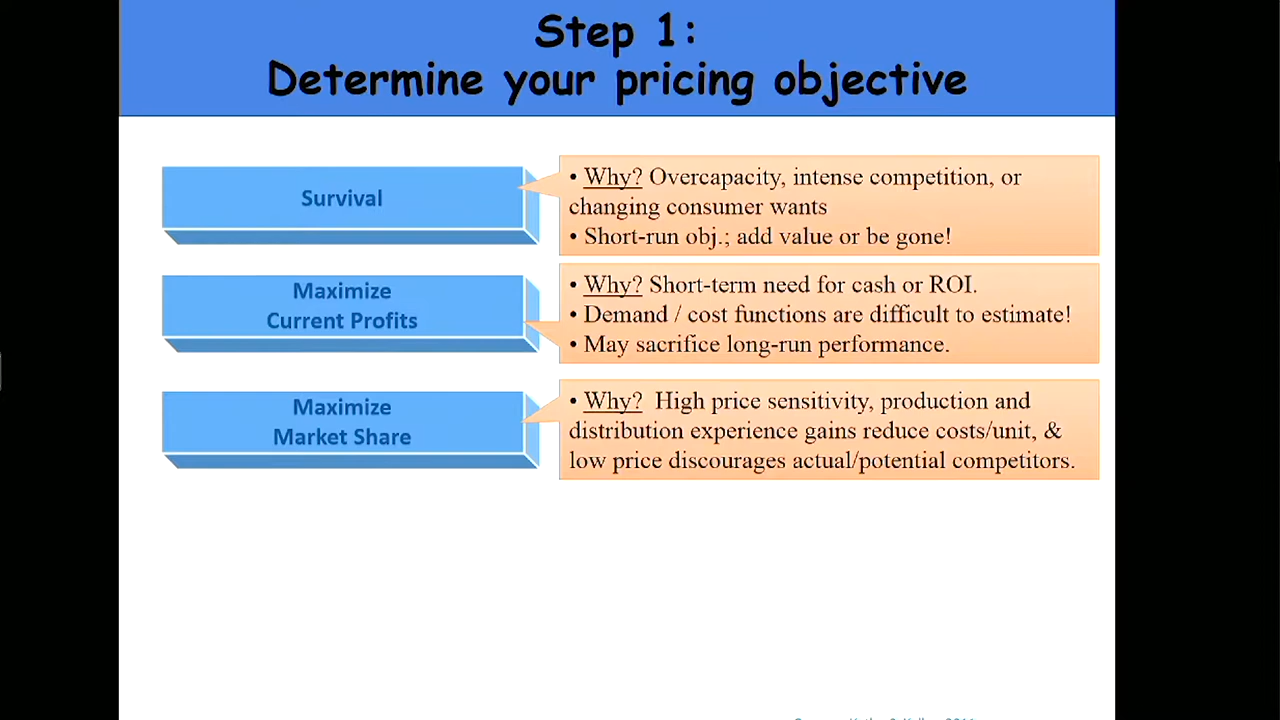 Step 1:
Determine your pricing objective
Survival
• Why? Overcapacity, intense competition, or
changing consumer wants
• Short-run obj.; add value or be gone!
Maximize
Current Profits
• Why? Short-term need for cash or ROI.
• Demand / cost functions are difficult to estimate!
• May sacrifice long-run performance.
Maximize
Market Share
• Why? High price sensitivity, production and
distribution experience gains reduce costs/unit, &
low price discourages actual/potential competitors.